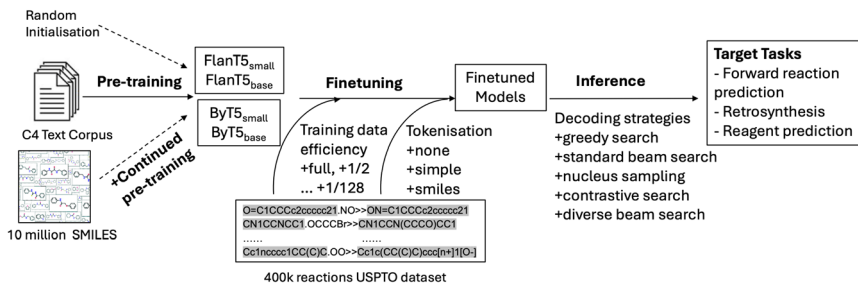 Random
Initialisation
Pre-training
C4 Text Corpus
+Continued
pre-training
10 million SMILES
FlanT5small
FlanT5base
ByT5small
ByT5base
Finetuning
Training data
efficiency
+full, +1/2
... +1/128
Tokenisation
+none
+simple
+smiles
O=C1CCCc2ccccc21.NO>>ON=C1CCCc2ccccc21
CN1CCNCC1.OCCCBr>>CN1CCN(CCCO)CC1
...... ......
Cc1ncccc1CC(C)C.OO>>Cc1c(CC(C)C)ccc[n+]1[O-]
400k reactions USPTO dataset
Finetuned
Models
Inference
Decoding strategies
+greedy search
+standard beam search
+nucleus sampling
+contrastive search
+diverse beam search
Target Tasks
- Forward reaction
prediction
- Retrosynthesis
- Reagent prediction